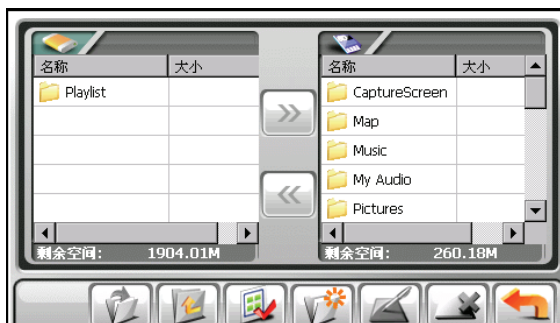 名称 大小
Playlist
剩余空间: 1904.01M
名称 大小
CaptureScreen
Map
Music
My Audio
Pictures
剩余空间: 260.18M